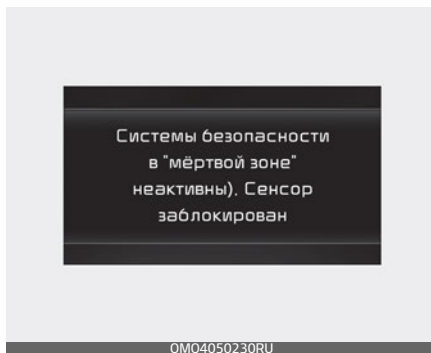 Системы безопасности
в "мёртвой зоне"
неактивны), Сенсор
заблокирован
OMO4050230RU